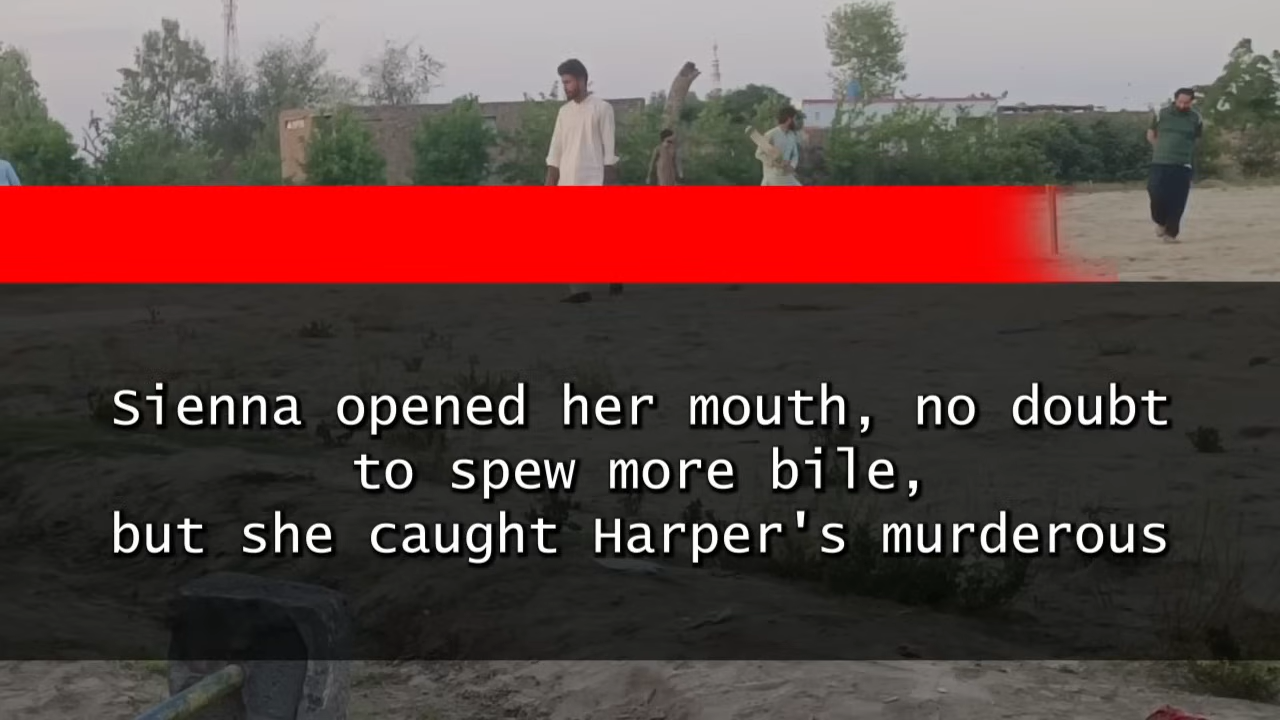 Sienna opened her mouth, no doubt
to spew more bile,
but she caught Harper's murderous